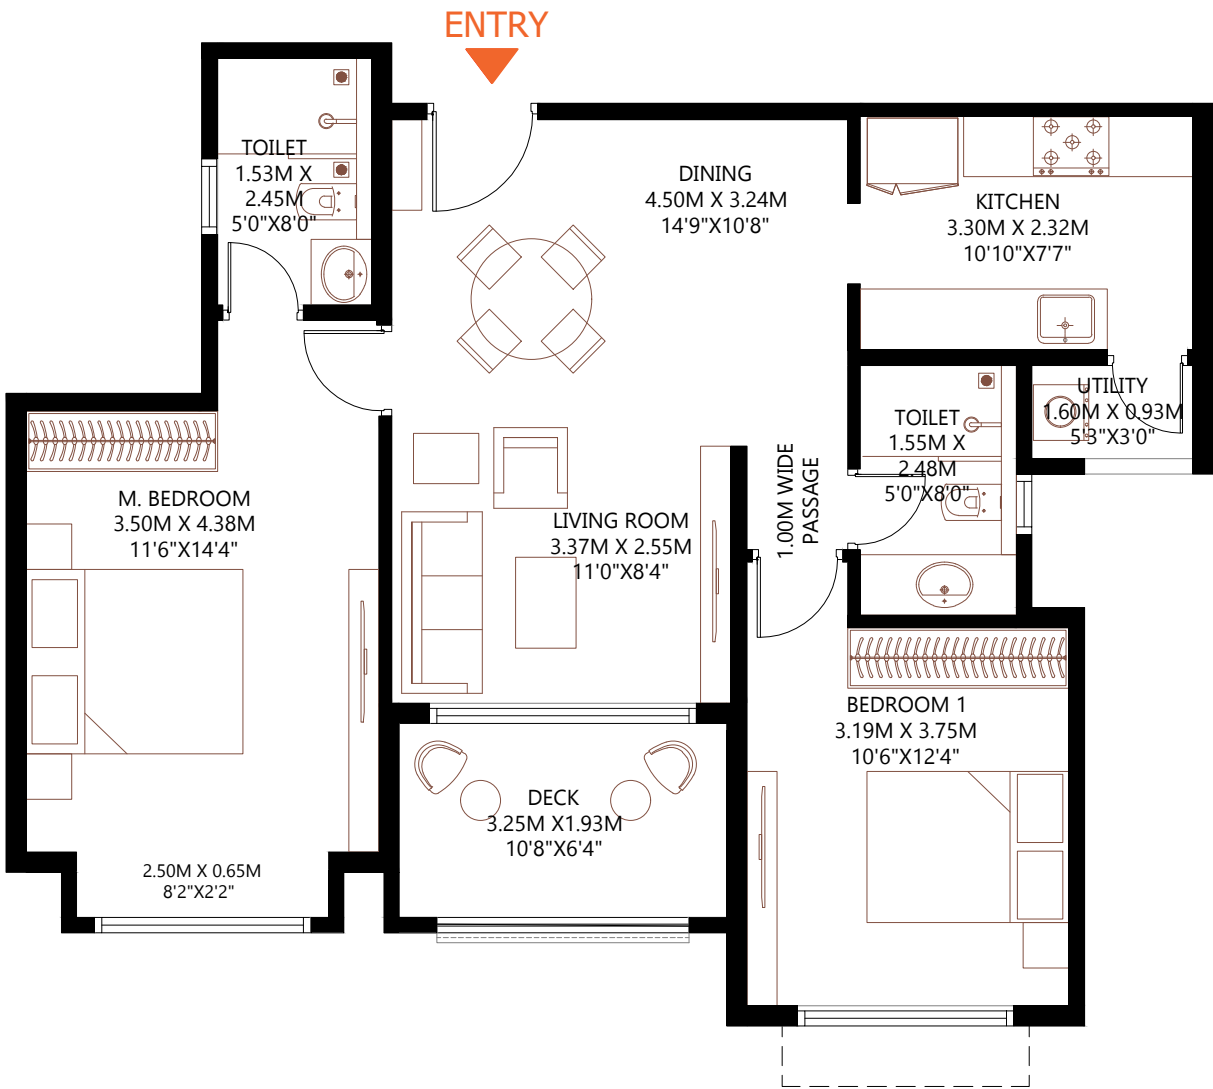 ENTRY
TOILET
1.53M X
2.45M
5'0"X8'0"
DINING
4.50M X 3.24M
14'9"X10'8"
KITCHEN
3.30M X 2.32M
10'10"X7'7"
UTILITY
1.60M X 0.93M
5'3"X3'0"
TOILET
1.55M X
2.48M
5'0"X8'0"
1.00M WIDE
PASSAGE
M. BEDROOM
3.50M X 4.38M
11'6"X14'4"
LIVING ROOM
3.37M X 2.55M
11'0"X8'4"
BEDROOM 1
3.19M X 3.75M
10'6"X12'4"
DECK
3.25M X1.93M
10'8"X6'4"
2.50M X 0.65M
8'2"X2'2"